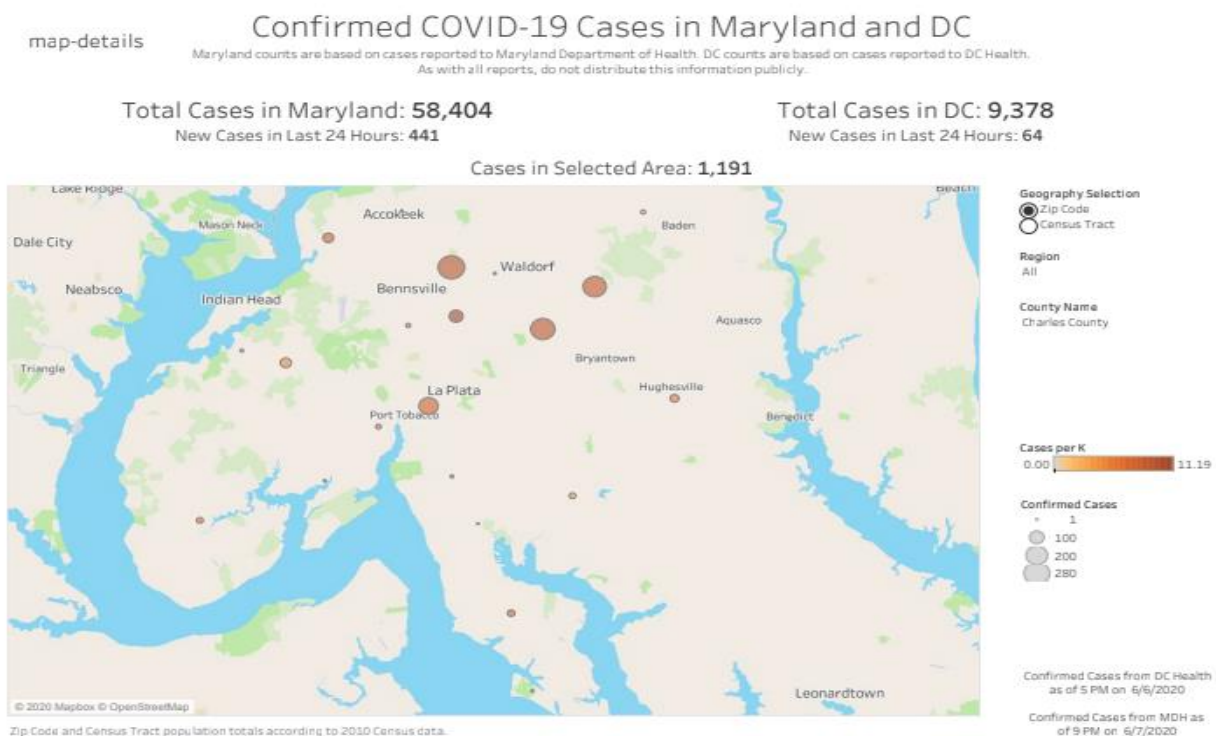 map-details
Confirmed COVID-19 Cases in Maryland and DC
Maryland counts are based on cases reported to Maryland Department of Health. DC counts are based on cases reported to DC Health.
As with all reports, do not distribute this information publicly.
Total Cases in Maryland: 58,404
New Cases in Last 24 Hours: 441
Total Cases in DC: 9,378
New Cases in Last 24 Hours: 64
Cases in Selected Area: 1,191
Lake Ridge
Beach
Accokeek
Mason Neck
Baden
Dale City
Waldorf
Neabsco
Bennsville
Indian Head
Aquasco
Bryantown
Triangle
Hughesville
La Plata
Port Tobacco
Benedict
Leonardtown
© 2020 Mapbox © OpenStreetMap
Geography Selection
Zip Code
Census Tract
Region
All
County Name
Charles County
Cases per K
0.00 11.19
Confirmed Cases
1
100
200
280
Confirmed Cases from DC Health
as of 5 PM on 6/6/2020
Confirmed Cases from MDH as
of 9 PM on 6/7/2020
Zip Code and Census Tract population totals according to 2010 Census data.